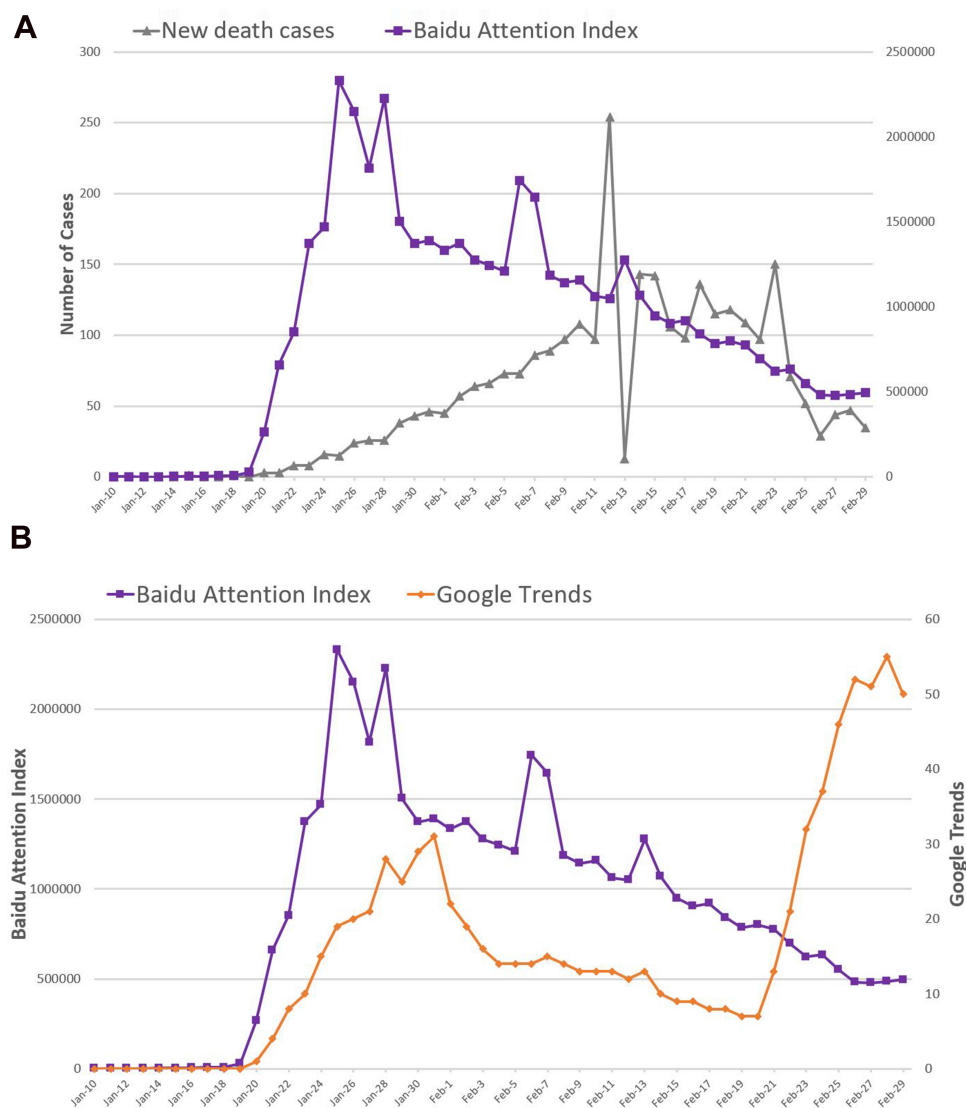 A
New death cases
Baidu Attention Index
300
250
200
150
100
50
0
Number of Cases
2500000
2000000
1500000
1000000
500000
0
Jan-10
Jan-12
Jan-14
Jan-16
Jan-18
Jan-20
Jan-22
Jan-24
Jan-26
Jan-28
Jan-30
Feb-1
Feb-3
Feb-5
Feb-7
Feb-9
Feb-11
Feb-13
Feb-15
Feb-17
Feb-19
Feb-21
Feb-23
Feb-25
Feb-27
Feb-29
B
Baidu Attention Index
Google Trends
2500000
2000000
1500000
1000000
500000
0
Baidu Attention Index
60
50
40
30
20
10
0
Google Trends
Jan-10
Jan-12
Jan-14
Jan-16
Jan-18
Jan-20
Jan-22
Jan-24
Jan-26
Jan-28
Jan-30
Feb-1
Feb-3
Feb-5
Feb-7
Feb-9
Feb-11
Feb-13
Feb-15
Feb-17
Feb-19
Feb-21
Feb-23
Feb-25
Feb-27
Feb-29